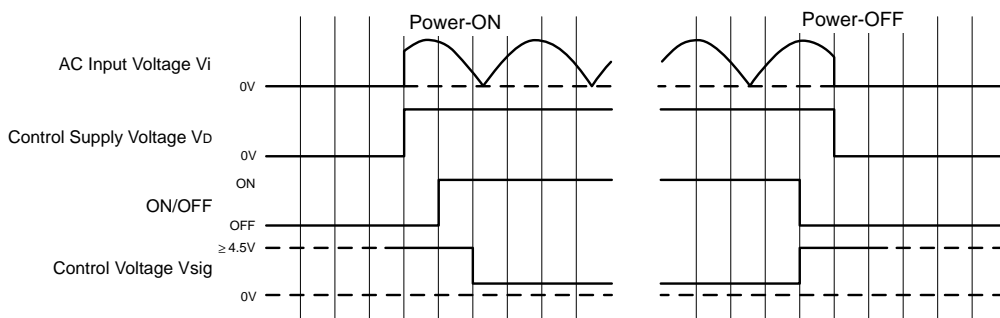 Power-ON
Power-OFF
AC Input Voltage Vi
0V
Control Supply Voltage VD
0V
ON
ON/OFF
OFF
≥4.5V
Control Voltage Vsig
0V